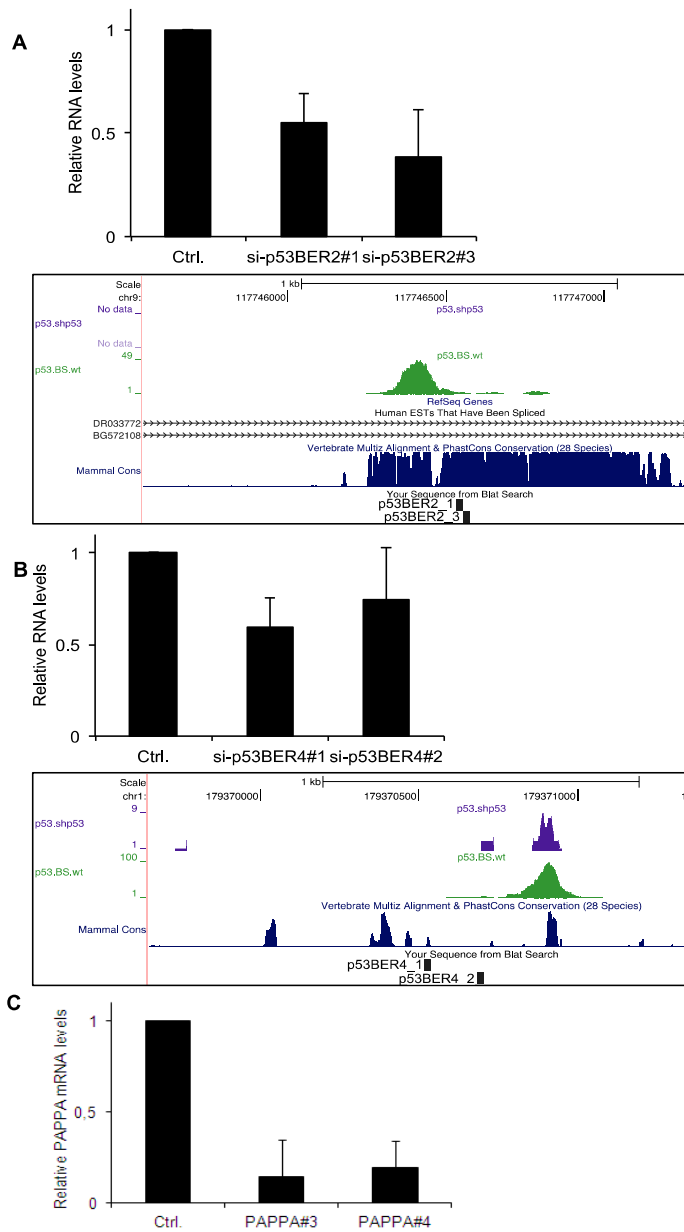 A
Relative RNA levels
1
0.5
0
Ctrl. si-p53BER2#1 si-p53BER2#3
Scale 1 kb
chr9: 117746000 117746500 117747000
No data p53.shp53
p53.shp53
No data
49 p53.BS.wt
p53.BS.wt
1
RefSeq Genes
Human ESTs That Have Been Spliced
DR033772
BG572108
Vertebrate Multiz Alignment & PhastCons Conservation (28 Species)
Mammal Cons
Your Sequence from Blat Search
p53BER2_1
p53BER2_3
B
Relative RNA levels
1
0.5
0
Ctrl. si-p53BER4#1 si-p53BER4#2
Scale 1 kb
chr1: 179370000 179370500 179371000
9 p53.shp53
p53.shp53
1
100 p53.BS.wt
p53.BS.wt
1
Vertebrate Multiz Alignment & PhastCons Conservation (28 Species)
Mammal Cons
Your Sequence from Blat Search
p53BER4_1
p53BER4_2
C
Relative PAPPA mRNA levels
1
0,5
0
Ctrl. PAPPA#3 PAPPA#4